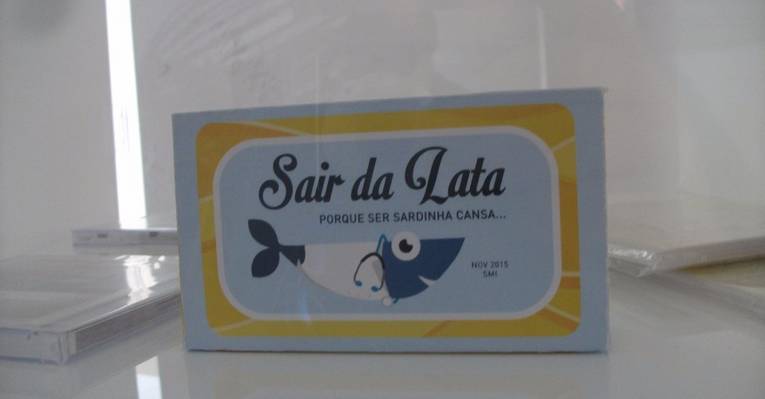 Sair da Lata
PORQUE SER SARDINHA CANSA...
NOV 2015
SMI